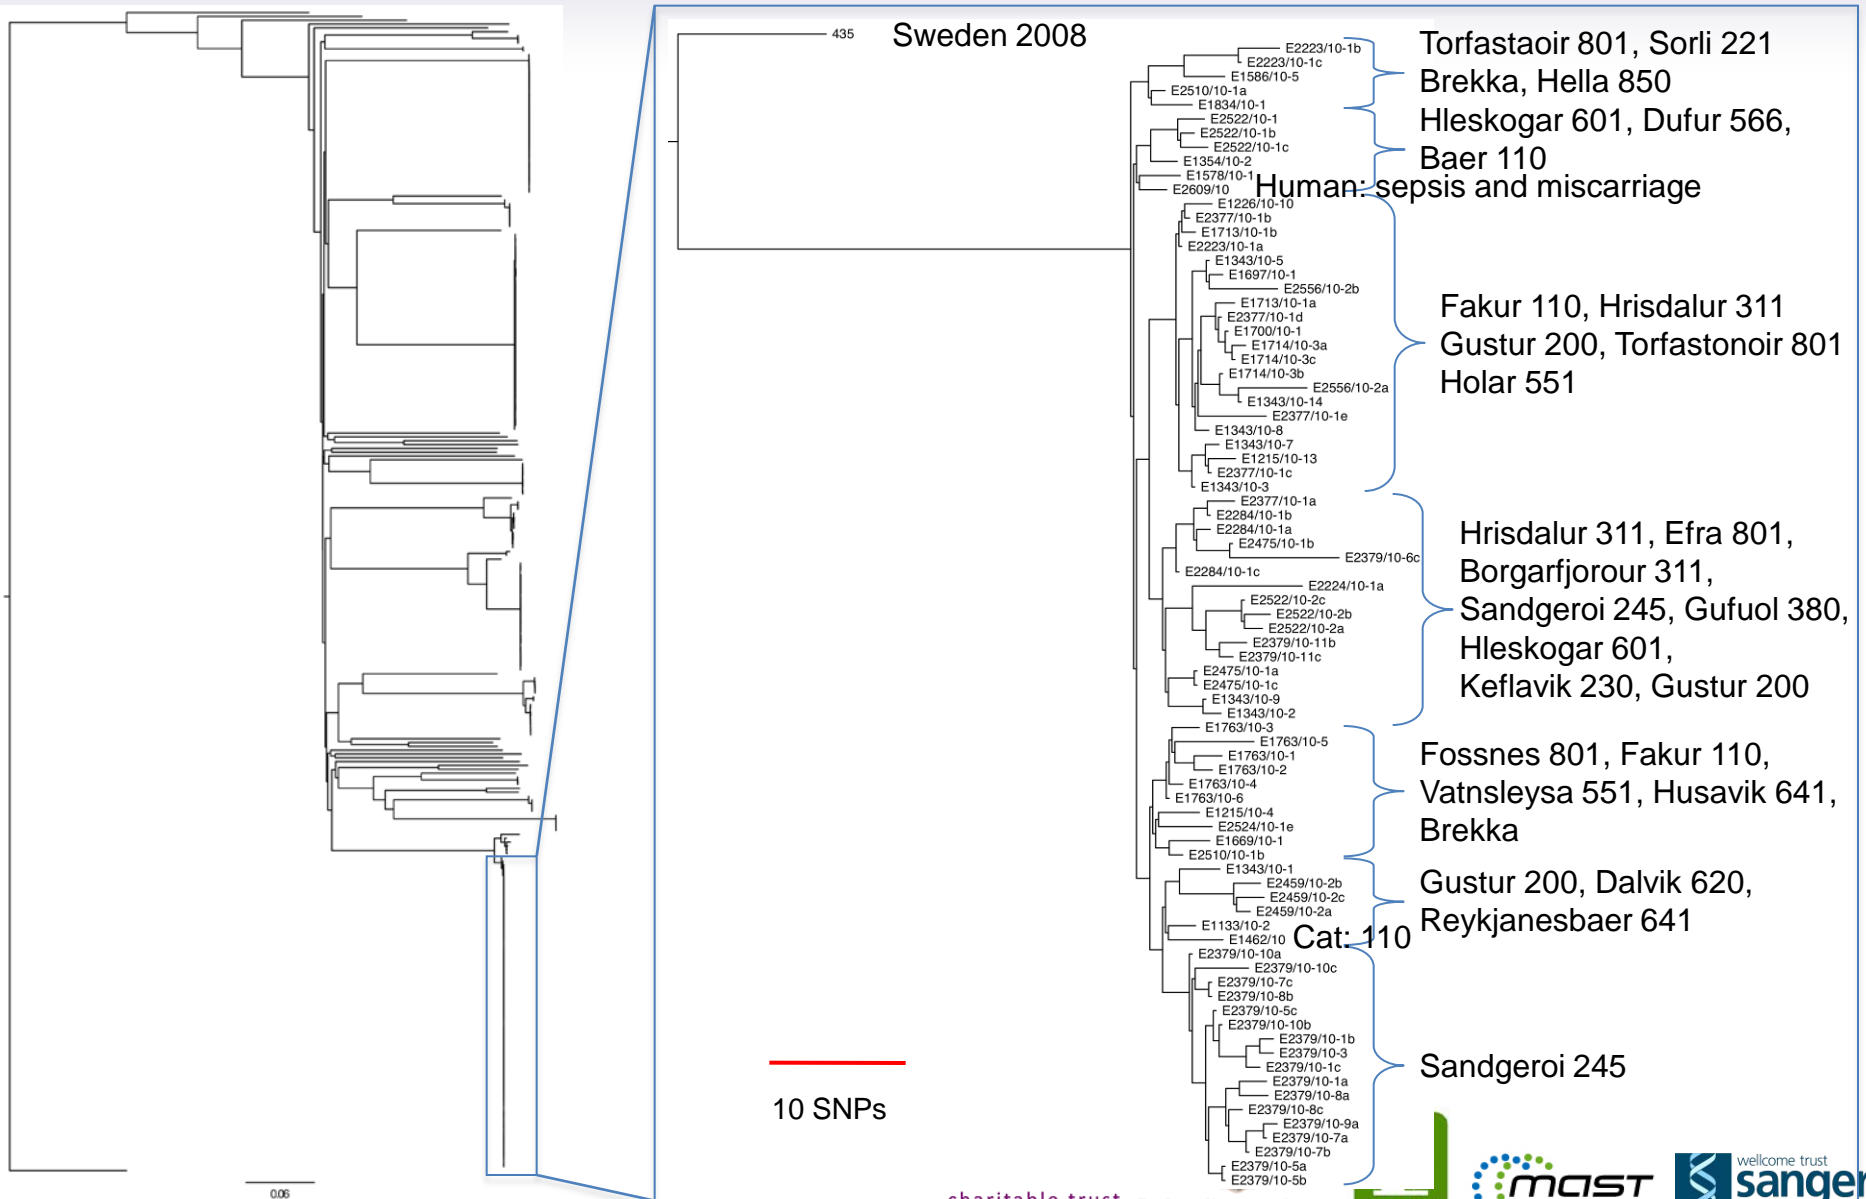 435
Sweden 2008
E2223/10-1b
E2223/10-1c
E1586/10-5
E2510/10-1a
E1834/10-1
Torfastaoir 801, Sorli 221
Brekka, Hella 850
E2522/10-1
E2522/10-1b
E2522/10-1c
E1354/10-2
E1578/10-1
E2609/10
Hleskogar 601, Dufur 566,
Baer 110
Human: sepsis and miscarriage
E1226/10-10
E2377/10-1b
E1713/10-1b
E2223/10-1a
E1343/10-5
E1697/10-1
E2556/10-2b
E1713/10-1a
E2377/10-1d
E1700/10-1
E1714/10-3a
E1714/10-3c
E1714/10-3b
E2556/10-2a
E1343/10-14
E2377/10-1e
E1343/10-8
E1343/10-7
E1215/10-13
E2377/10-1c
E1343/10-3
Fakur 110, Hrisdalur 311
Gustur 200, Torfastonoir 801
Holar 551
E2377/10-1a
E2284/10-1b
E2284/10-1a
E2475/10-1b
E2379/10-6c
E2284/10-1c
E2224/10-1a
E2522/10-2c
E2522/10-2b
E2522/10-2a
E2379/10-11b
E2379/10-11c
E2475/10-1a
E2475/10-1c
E1343/10-9
E1343/10-2
Hrisdalur 311, Efra 801,
Borgarfjorour 311,
Sandgeroi 245, Gufuol 380,
Hleskogar 601,
Keflavik 230, Gustur 200
E1763/10-3
E1763/10-5
E1763/10-1
E1763/10-2
E1763/10-4
E1763/10-6
E1215/10-4
E2524/10-1e
E1669/10-1
E2510/10-1b
Fossnes 801, Fakur 110,
Vatnsleysa 551, Husavik 641,
Brekka
E1343/10-1
E2459/10-2b
E2459/10-2c
E2459/10-2a
E1133/10-2
E1462/10
Gustur 200, Dalvik 620,
Reykjanesbaer 641
Cat: 110
E2379/10-10a
E2379/10-10c
E2379/10-7c
E2379/10-8b
E2379/10-5c
E2379/10-10b
E2379/10-1b
E2379/10-3
E2379/10-1c
E2379/10-1a
E2379/10-8a
E2379/10-8c
E2379/10-9a
E2379/10-7a
E2379/10-7b
E2379/10-5a
E2379/10-5b
Sandgeroi 245
10 SNPs
0.06
charitable trust
mast
wellcome trust
sanger